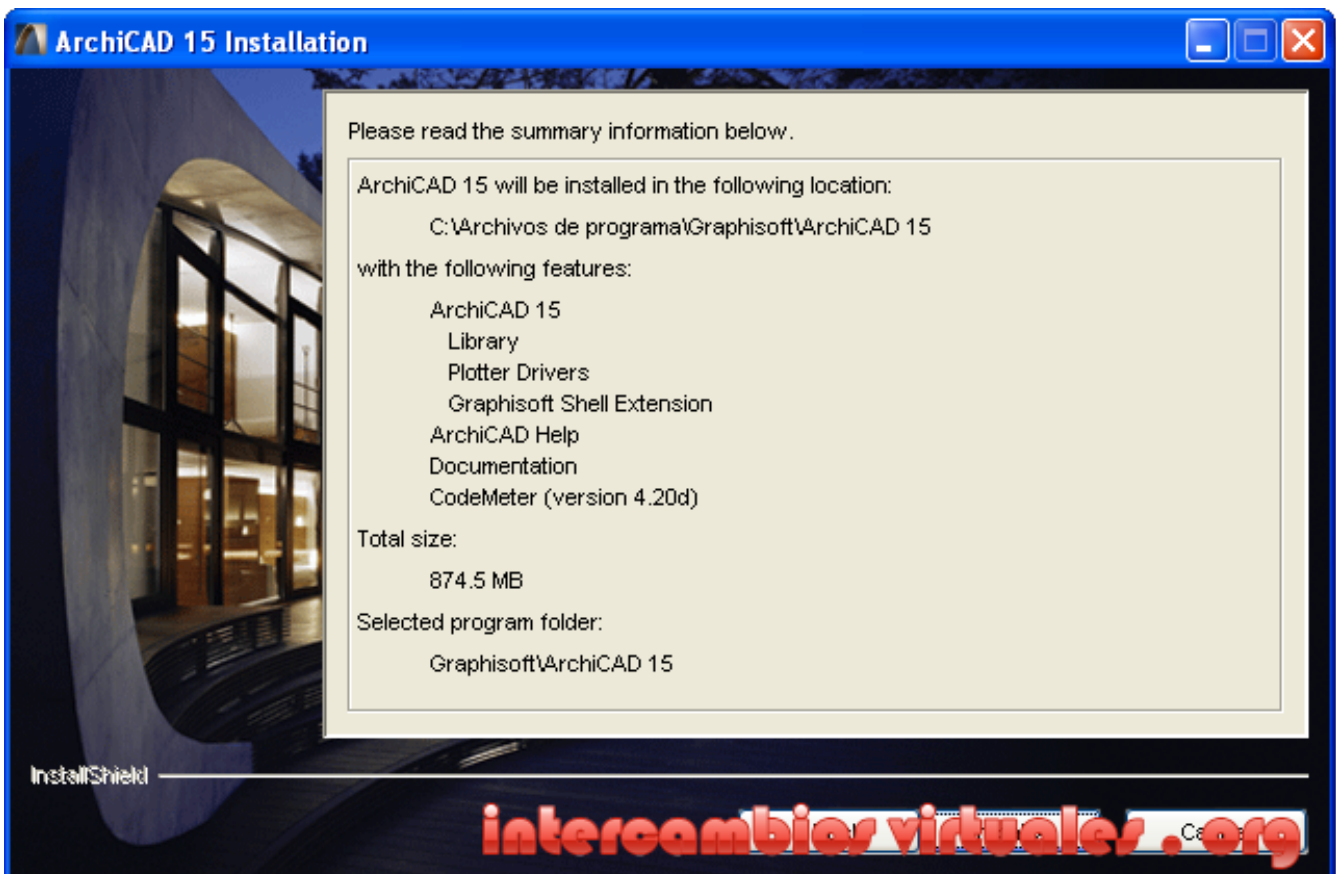 ArchiCAD 15 Installation
Please read the summary information below.
ArchiCAD 15 will be installed in the following location:
C:\Archivos de programa\Graphisoft\ArchiCAD 15
with the following features:
ArchiCAD 15
Library
Plotter Drivers
Graphisoft Shell Extension
ArchiCAD Help
Documentation
CodeMeter (version 4.20d)
Total size:
874.5 MB
Selected program folder:
Graphisoft\ArchiCAD 15
InstallShield
intercambios virtuales .org